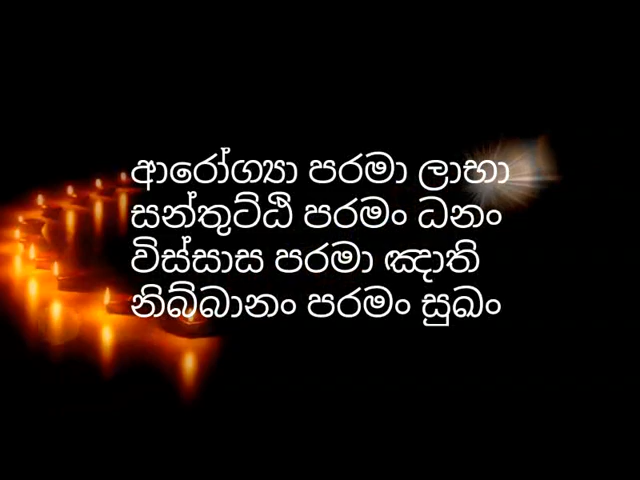 ආරෝග්‍යා පරමා ලාභා
සන්තුට්ඨි පරමං ධනං
විස්සාස පරමා ඤාති
නිබ්බානං පරමං සුඛං